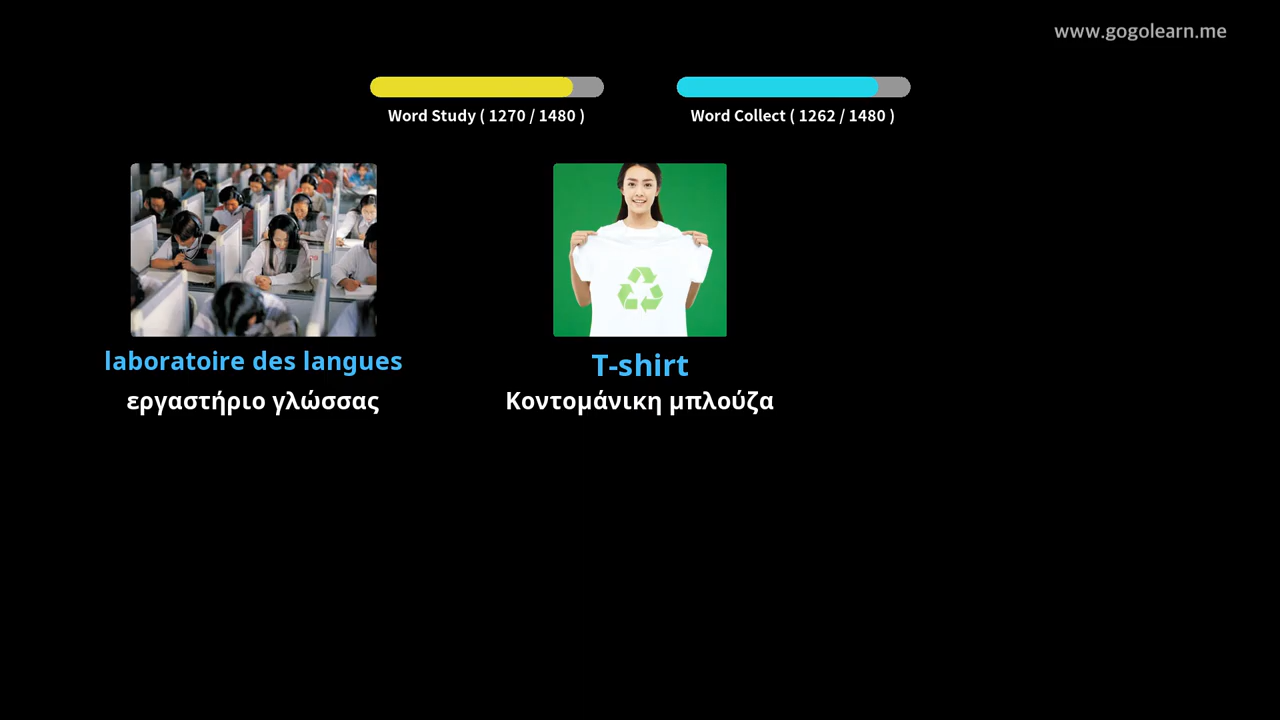 www.gogolearn.me
Word Study ( 1270 / 1480 )
Word Collect ( 1262 / 1480 )
laboratoire des langues
εργαστήριο γλώσσας
T-shirt
Κοντομάνικη μπλούζα